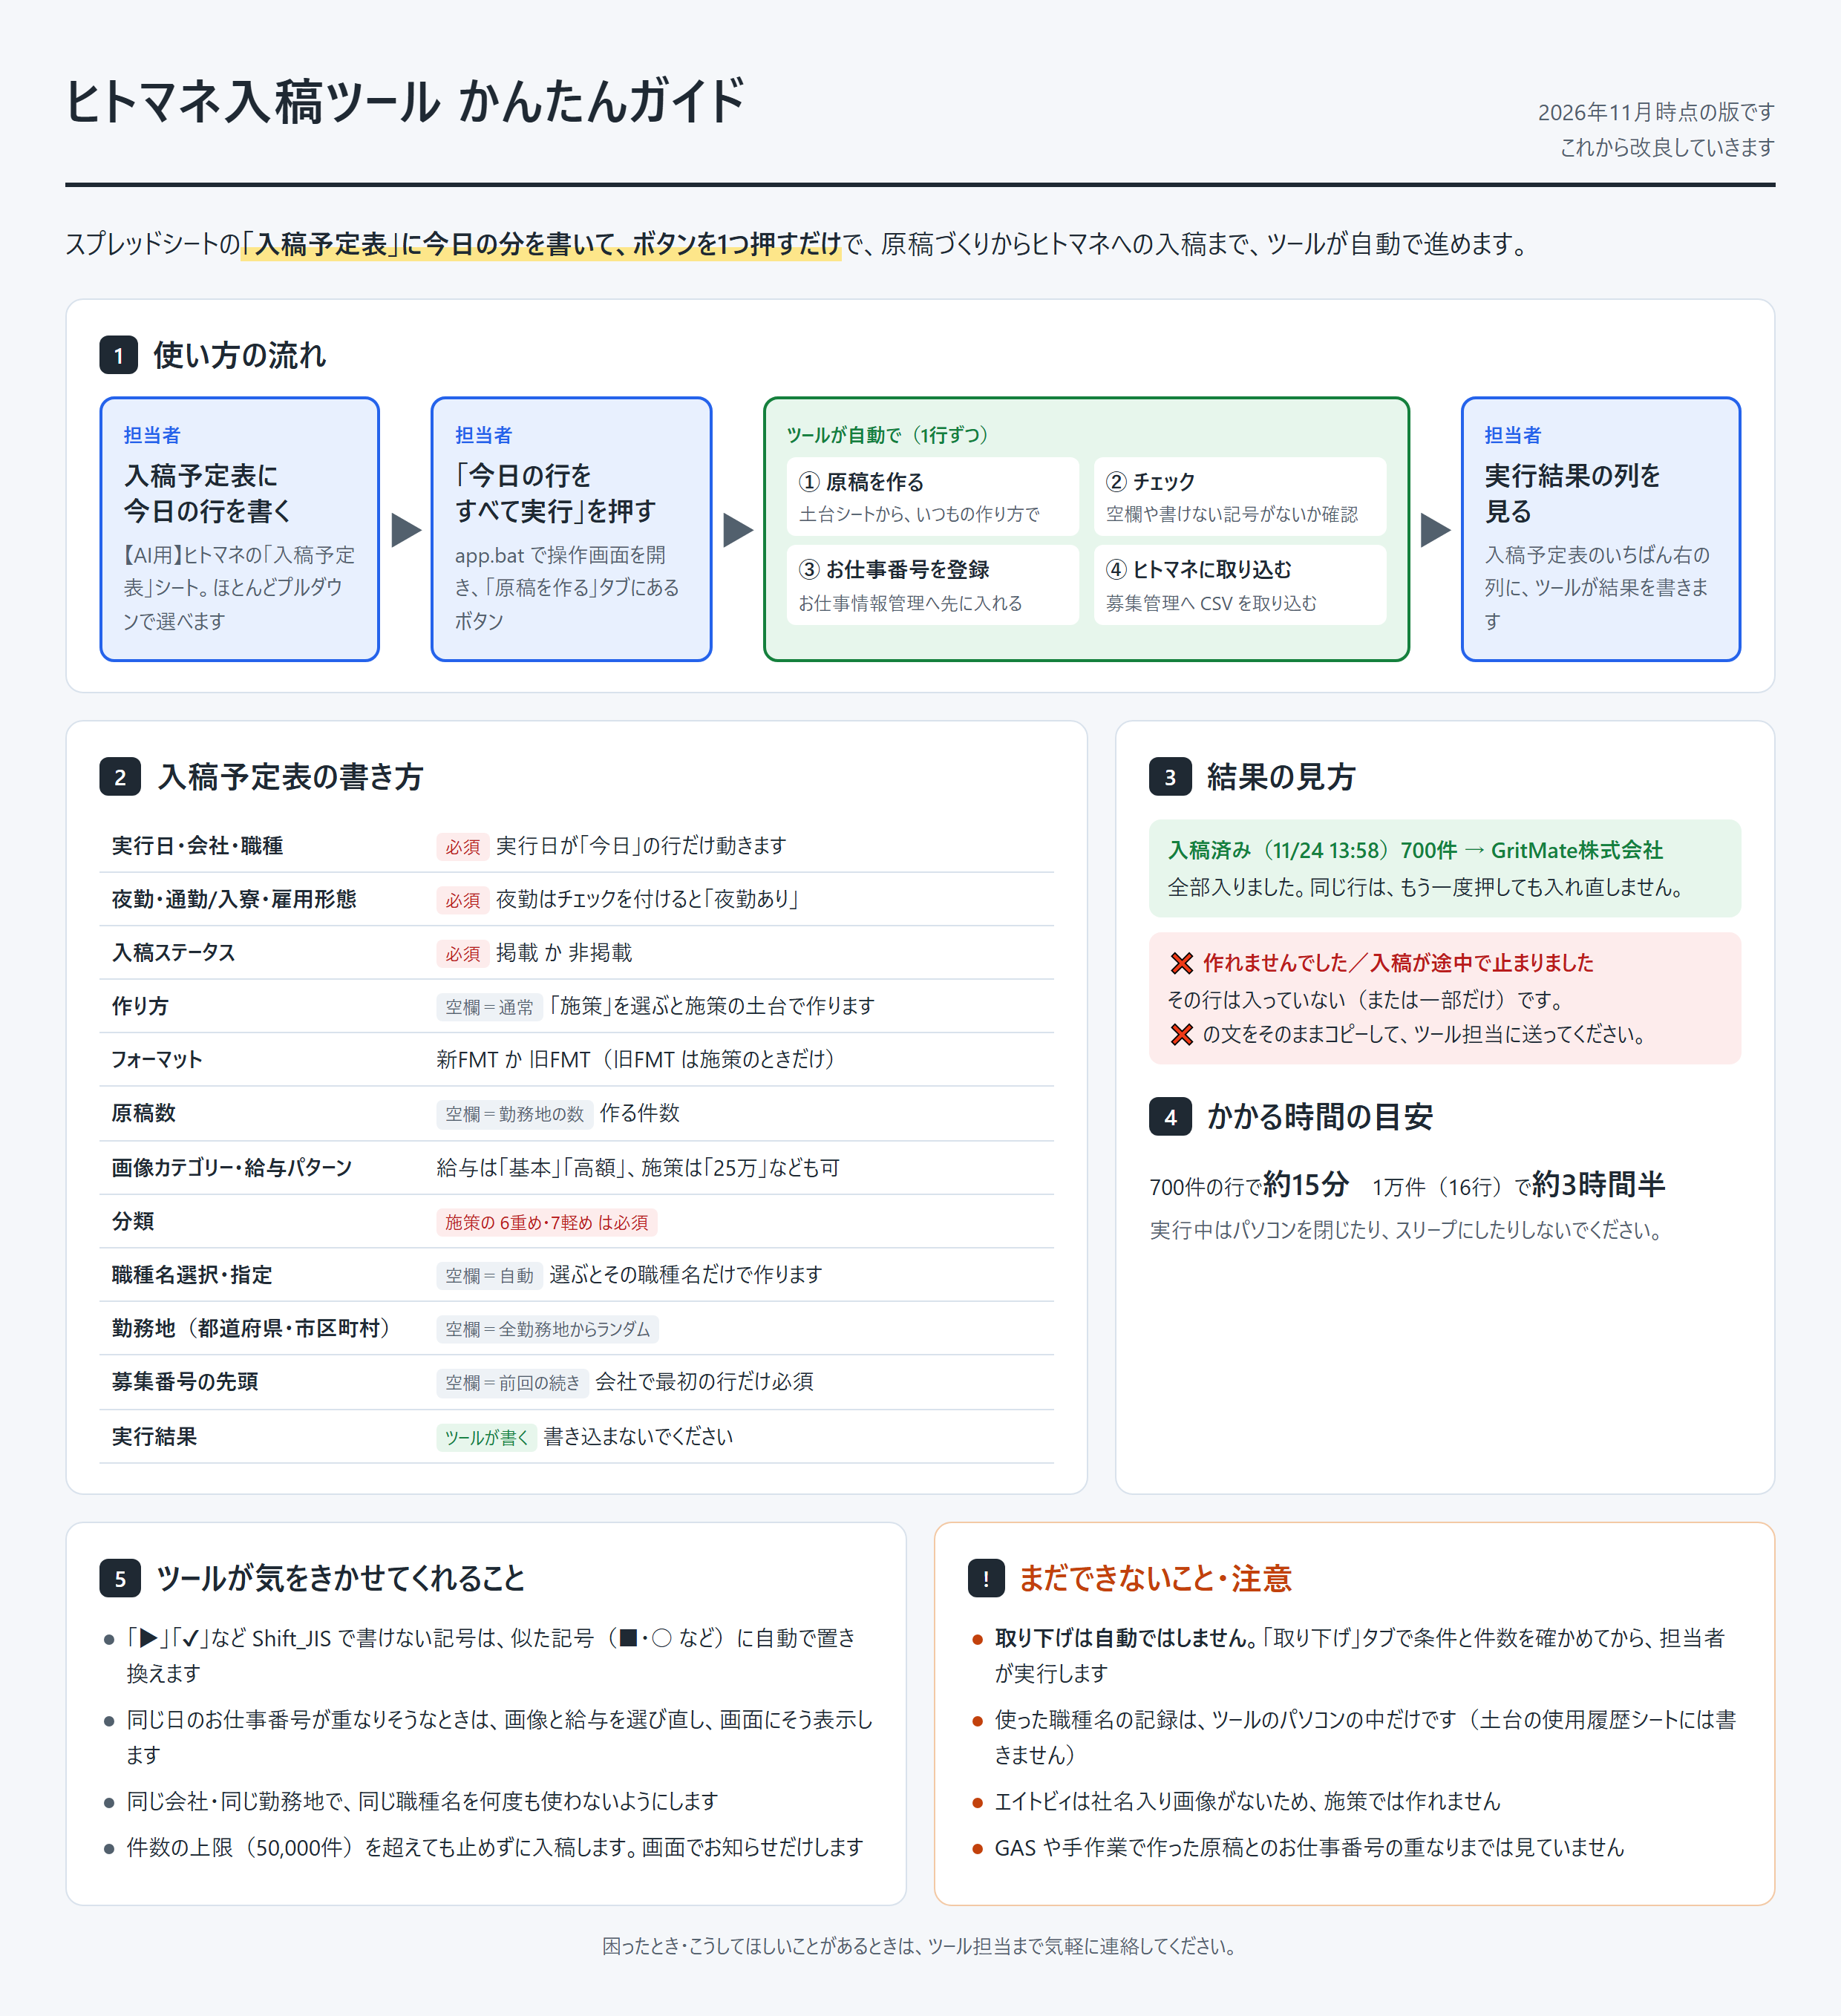 ヒトマネ入稿ツール かんたんガイド
2026年11月時点の版です
これから改良していきます
スプレッドシートの「入稿予定表」に今日の分を書いて、ボタンを1つ押すだけで、原稿づくりからヒトマネへの入稿まで、ツールが自動で進めます。
1 使い方の流れ
担当者
入稿予定表に
今日の行を書く
【AI用】ヒトマネの「入稿予定
表」シート。ほとんどプルダウ
ンで選べます
▶
担当者
「今日の行を
すべて実行」を押す
app.bat で操作画面を開
き、「原稿を作る」タブにある
ボタン
▶
ツールが自動で（1行ずつ）
① 原稿を作る
土台シートから、いつもの作り方で
② チェック
空欄や書けない記号がないか確認
③ お仕事番号を登録
お仕事情報管理へ先に入れる
④ ヒトマネに取り込む
募集管理へ CSV を取り込む
▶
担当者
実行結果の列を
見る
入稿予定表のいちばん右の
列に、ツールが結果を書きま
す
2 入稿予定表の書き方
実行日・会社・職種 必須 実行日が「今日」の行だけ動きます
夜勤・通勤/入寮・雇用形態 必須 夜勤はチェックを付けると「夜勤あり」
入稿ステータス 必須 掲載 か 非掲載
作り方 空欄＝通常 「施策」を選ぶと施策の土台で作ります
フォーマット 新FMT か 旧FMT（旧FMT は施策のときだけ）
原稿数 空欄＝勤務地の数 作る件数
画像カテゴリー・給与パターン 給与は「基本」「高額」、施策は「25万」なども可
分類 施策の 6重め・7軽め は必須
職種名選択・指定 空欄＝自動 選ぶとその職種名だけで作ります
勤務地（都道府県・市区町村） 空欄＝全勤務地からランダム
募集番号の先頭 空欄＝前回の続き 会社で最初の行だけ必須
実行結果 ツールが書く 書き込まないでください
3 結果の見方
入稿済み（11/24 13:58）700件 → GritMate株式会社
全部入りました。同じ行は、もう一度押しても入れ直しません。
❌ 作れませんでした／入稿が途中で止まりました
その行は入っていない（または一部だけ）です。
❌ の文をそのままコピーして、ツール担当に送ってください。
4 かかる時間の目安
700件の行で約15分　1万件（16行）で約3時間半
実行中はパソコンを閉じたり、スリープにしたりしないでください。
5 ツールが気をきかせてくれること
● 「▶」「✔」など Shift_JIS で書けない記号は、似た記号（■・○ など）に自動で置き
換えます
● 同じ日のお仕事番号が重なりそうなときは、画像と給与を選び直し、画面にそう表示し
ます
● 同じ会社・同じ勤務地で、同じ職種名を何度も使わないようにします
● 件数の上限（50,000件）を超えても止めずに入稿します。画面でお知らせだけします
! まだできないこと・注意
● 取り下げは自動ではしません。「取り下げ」タブで条件と件数を確かめてから、担当者
が実行します
● 使った職種名の記録は、ツールのパソコンの中だけです（土台の使用履歴シートには書
きません）
● エイトビィは社名入り画像がないため、施策では作れません
● GAS や手作業で作った原稿とのお仕事番号の重なりまでは見ていません
困ったとき・こうしてほしいことがあるときは、ツール担当まで気軽に連絡してください。